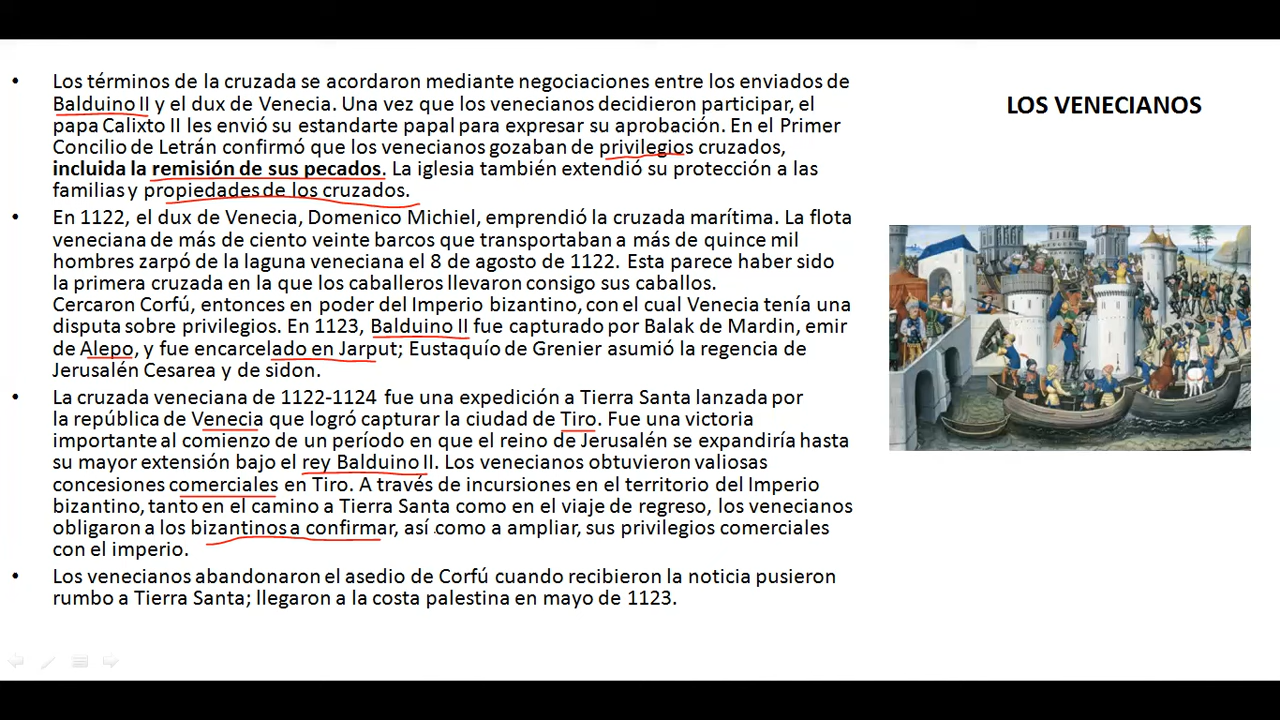 LOS VENECIANOS
• Los términos de la cruzada se acordaron mediante negociaciones entre los enviados de
Balduino II y el dux de Venecia. Una vez que los venecianos decidieron participar, el
papa Calixto II les envió su estandarte papal para expresar su aprobación. En el Primer
Concilio de Letrán confirmó que los venecianos gozaban de privilegios cruzados,
incluida la remisión de sus pecados. La iglesia también extendió su protección a las
familias y propiedades de los cruzados.
• En 1122, el dux de Venecia, Domenico Michiel, emprendió la cruzada marítima. La flota
veneciana de más de ciento veinte barcos que transportaban a más de quince mil
hombres zarpó de la laguna veneciana el 8 de agosto de 1122. Esta parece haber sido
la primera cruzada en la que los caballeros llevaron consigo sus caballos.
Cercaron Corfú, entonces en poder del Imperio bizantino, con el cual Venecia tenía una
disputa sobre privilegios. En 1123, Balduino II fue capturado por Balak de Mardin, emir
de Alepo, y fue encarcelado en Jarput; Eustaquío de Grenier asumió la regencia de
Jerusalén Cesarea y de sidon.
• La cruzada veneciana de 1122-1124 fue una expedición a Tierra Santa lanzada por
la república de Venecia que logró capturar la ciudad de Tiro. Fue una victoria
importante al comienzo de un período en que el reino de Jerusalén se expandiría hasta
su mayor extensión bajo el rey Balduino II. Los venecianos obtuvieron valiosas
concesiones comerciales en Tiro. A través de incursiones en el territorio del Imperio
bizantino, tanto en el camino a Tierra Santa como en el viaje de regreso, los venecianos
obligaron a los bizantinos a confirmar, así como a ampliar, sus privilegios comerciales
con el imperio.
• Los venecianos abandonaron el asedio de Corfú cuando recibieron la noticia pusieron
rumbo a Tierra Santa; llegaron a la costa palestina en mayo de 1123.